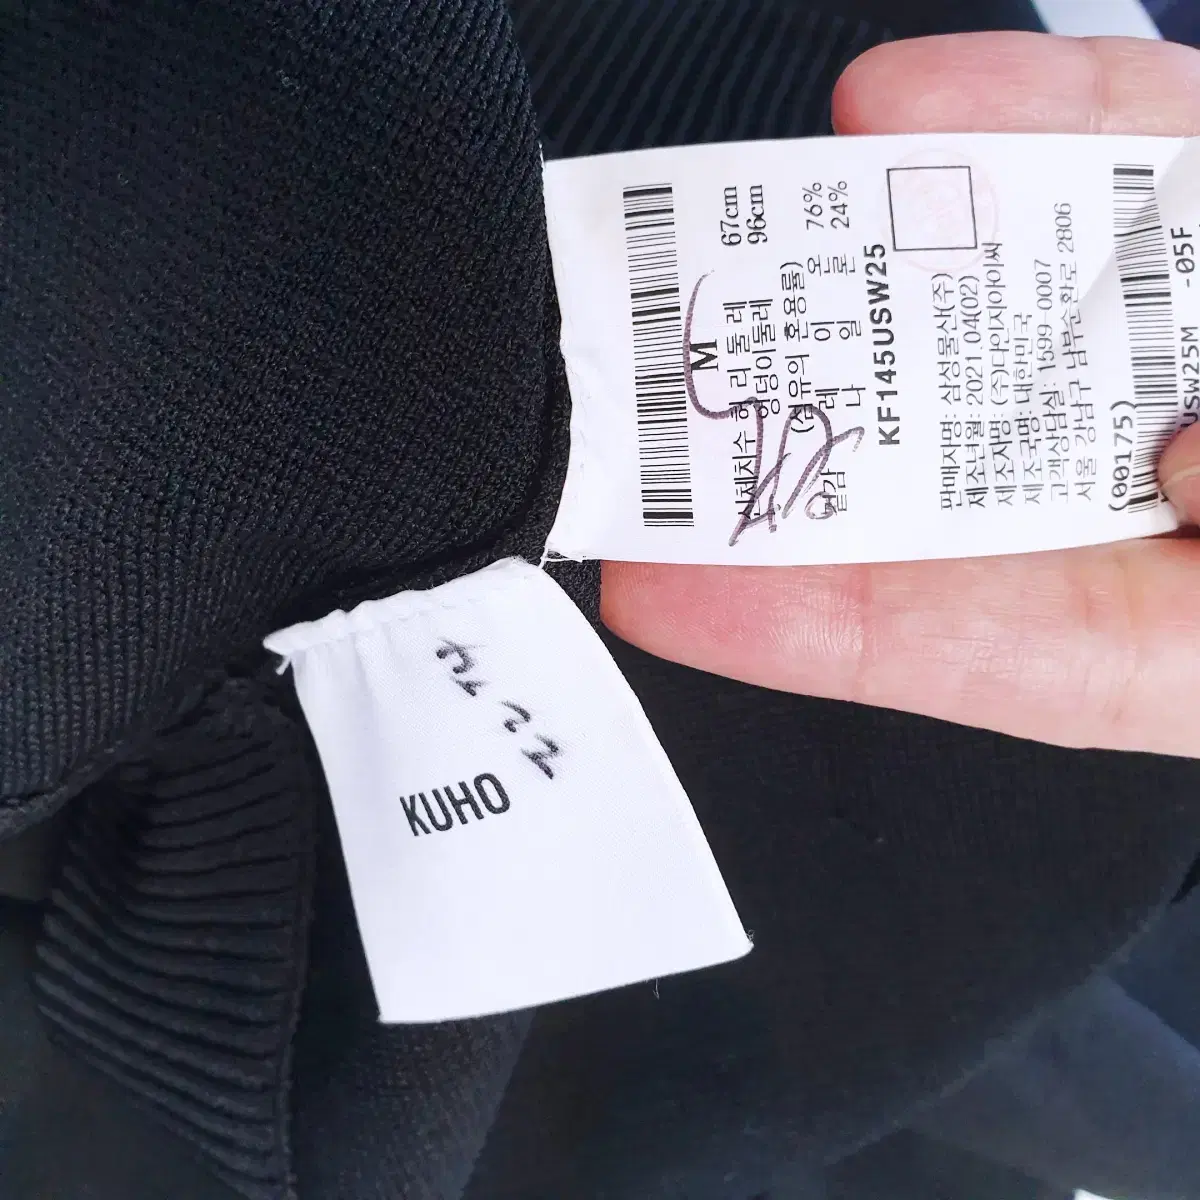 M
신체치수 허리둘레 67cm
엉덩이둘레 96cm
(섬유의 혼용률)
겉감 레이온 76%
나일론 24%
KF145USW25
판매자명: 삼성물산(주)
제조년월: 2021.04(02)
제조자명: (주)다인지아이씨
제조국명: 대한민국
고객상담실: 1599-0007
서울 강남구 남부순환로 2806
(00175)
USW25M -05F
KUHO